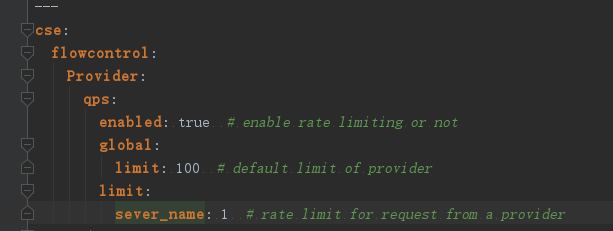 ---
cse:
flowcontrol:
Provider:
qps:
enabled: true # enable rate limiting or not
global:
limit: 100 # default limit of provider
limit:
sever_name: 1 # rate limit for request from a provider